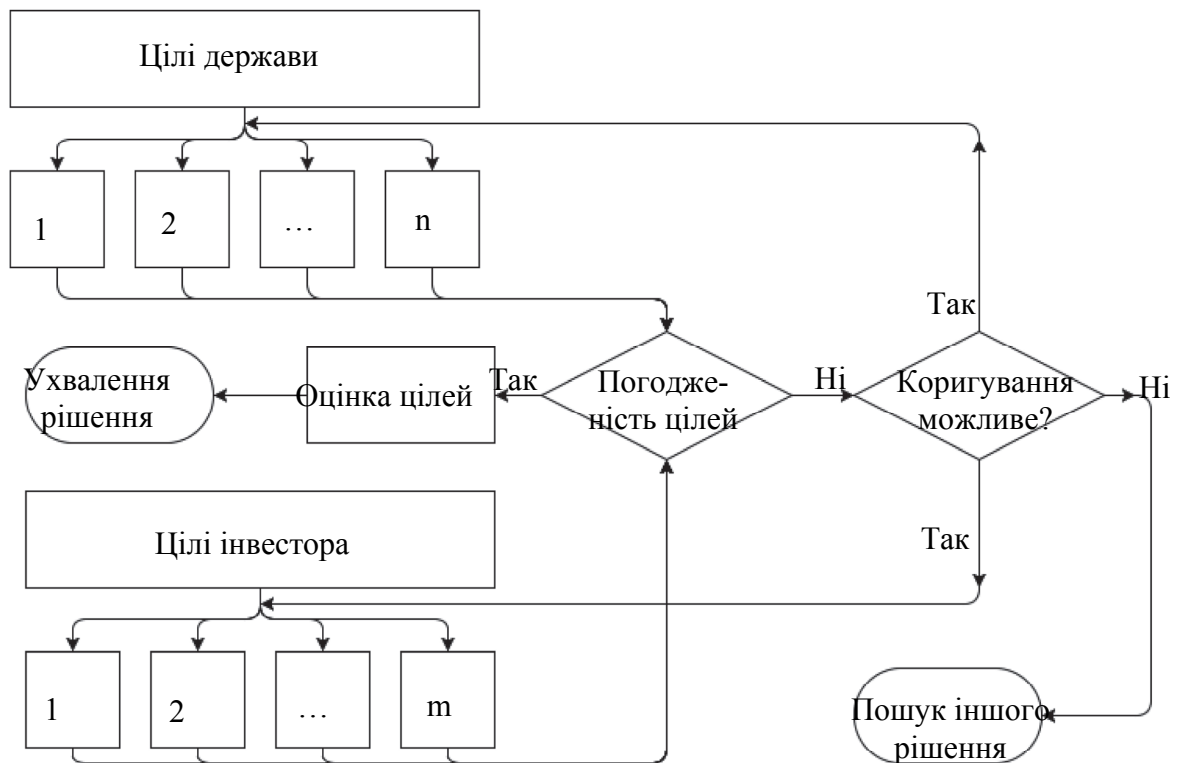 Цілі держави
1
2
…
n
Так
Ухвалення
рішення
Оцінка цілей
Так
Погодже-
ність цілей
Ні
Коригування
можливе?
Ні
Так
Цілі інвестора
1
2
…
m
Пошук іншого
рішення